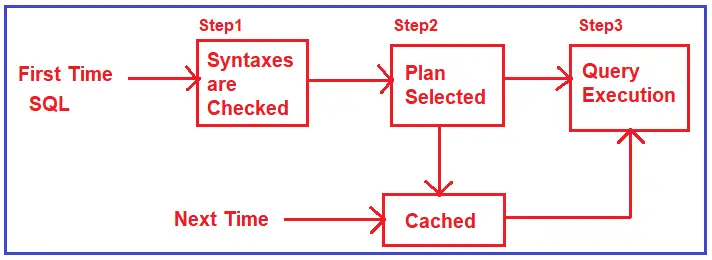 Step1
Step2
Step3
First Time
SQL
Syntaxes
are
Checked
Plan
Selected
Query
Execution
Next Time
Cached